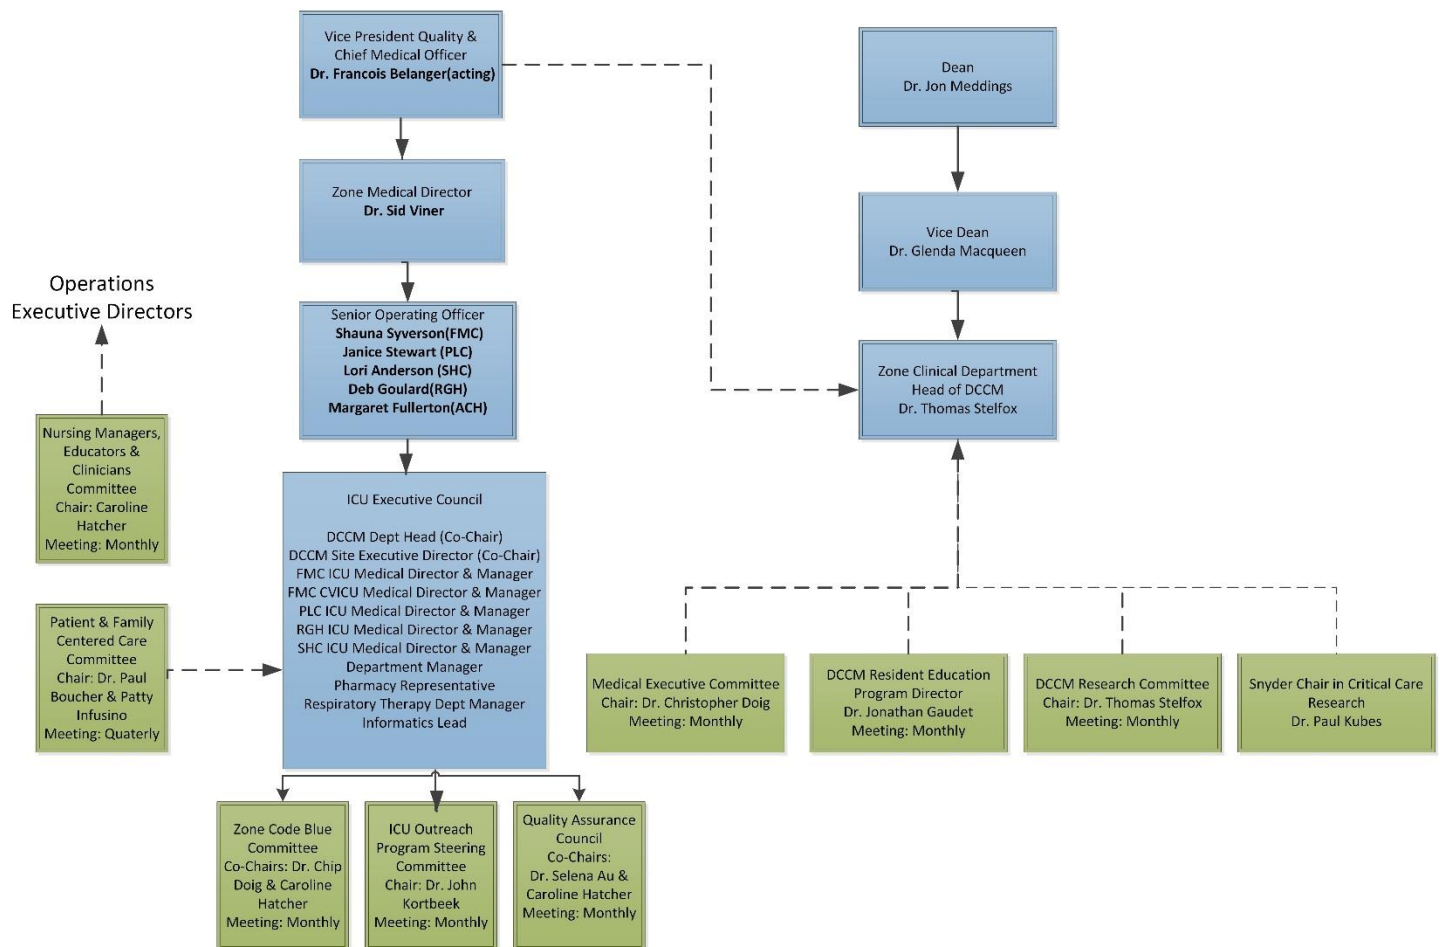 Vice President Quality &
Chief Medical Officer
Dr. Francois Belanger(acting)
Dean
Dr. Jon Meddings
Zone Medical Director
Dr. Sid Viner
Vice Dean
Dr. Glenda Macqueen
Operations
Executive Directors
Senior Operating Officer
Shauna Syverson(FMC)
Janice Stewart (PLC)
Lori Anderson (SHC)
Deb Goulard(RGH)
Margaret Fullerton(ACH)
Zone Clinical Department
Head of DCCM
Dr. Thomas Stelfox
Nursing Managers,
Educators &
Clinicians
Committee
Chair: Caroline
Hatcher
Meeting: Monthly
ICU Executive Council
DCCM Dept Head (Co-Chair)
DCCM Site Executive Director (Co-Chair)
FMC ICU Medical Director & Manager
FMC CVICU Medical Director & Manager
PLC ICU Medical Director & Manager
RGH ICU Medical Director & Manager
SHC ICU Medical Director & Manager
Department Manager
Pharmacy Representative
Respiratory Therapy Dept Manager
Informatics Lead
Patient & Family
Centered Care
Committee
Chair: Dr. Paul
Boucher & Patty
Infusino
Meeting: Quaterly
Medical Executive Committee
Chair: Dr. Christopher Doig
Meeting: Monthly
DCCM Resident Education
Program Director
Dr. Jonathan Gaudet
Meeting: Monthly
DCCM Research Committee
Chair: Dr. Thomas Stelfox
Meeting: Monthly
Snyder Chair in Critical Care
Research
Dr. Paul Kubes
Zone Code Blue
Committee
Co-Chairs: Dr. Chip
Doig & Caroline
Hatcher
Meeting: Monthly
ICU Outreach
Program Steering
Committee
Chair: Dr. John
Kortbeek
Meeting: Monthly
Quality Assurance
Council
Co-Chairs:
Dr. Selena Au &
Caroline Hatcher
Meeting: Monthly